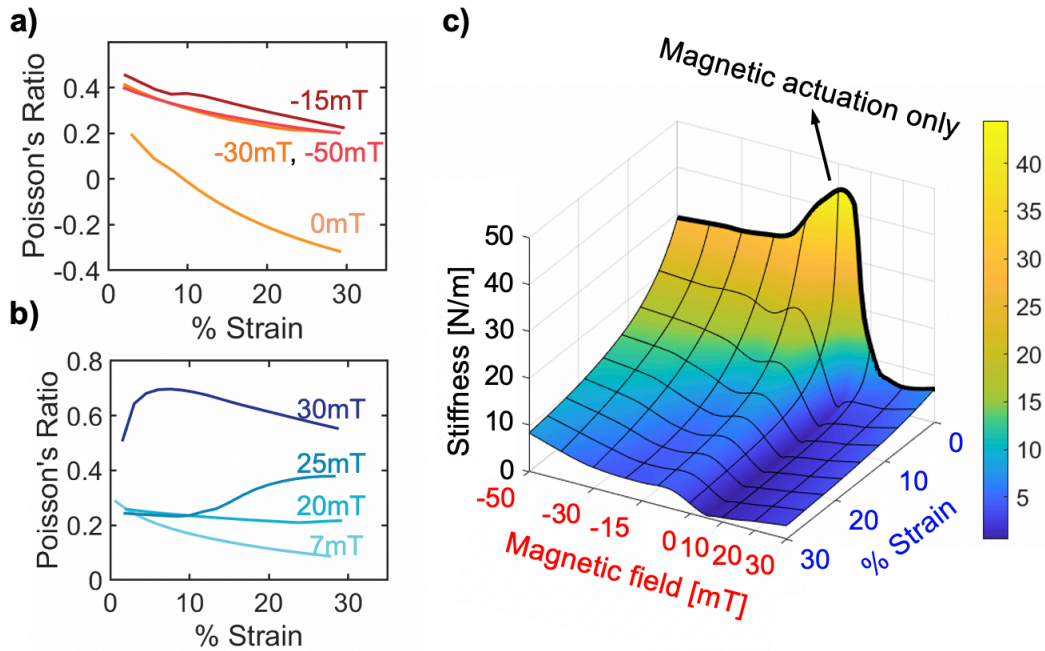 a)
Poisson's Ratio
0.4
0.2
0
-0.2
-0.4
-15mT
-30mT, -50mT
0mT
0
10
20
30
% Strain
b)
Poisson's Ratio
0.8
0.6
0.4
0.2
0
30mT
25mT
20mT
7mT
0
10
20
30
% Strain
c)
Magnetic actuation only
Stiffness [N/m]
50
40
30
20
10
0
-50
-30
-15
0
10
20
30
Magnetic field [mT]
0
10
20
30
% Strain
40
35
30
25
20
15
10
5